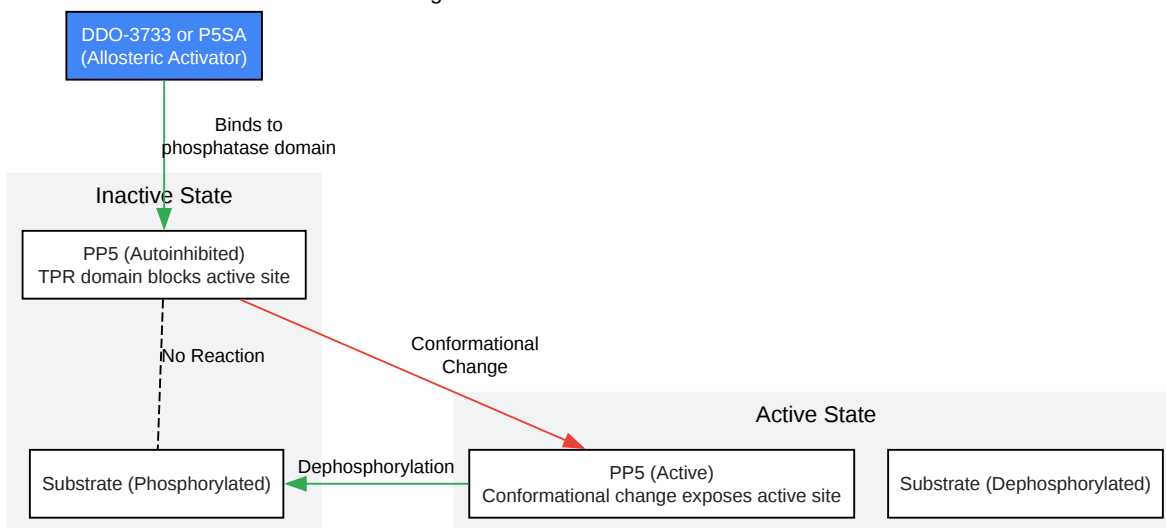 DDO-3733 or P5SA
(Allosteric Activator)
Binds to
phosphatase domain
Inactive State
PP5 (Autoinhibited)
TPR domain blocks active site
No Reaction
Conformational
Change
Active State
Substrate (Phosphorylated)
Dephosphorylation
PP5 (Active)
Conformational change exposes active site
Substrate (Dephosphorylated)